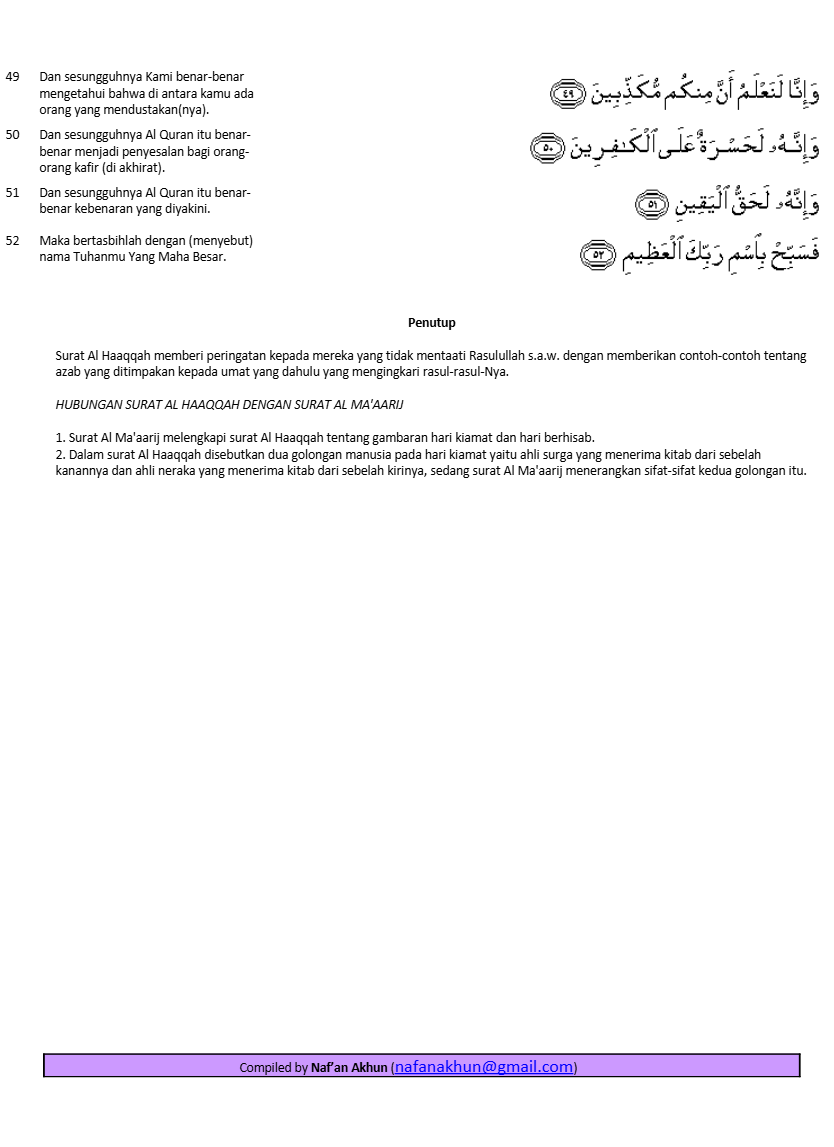 49 Dan sesungguhnya Kami benar-benar
mengetahui bahwa di antara kamu ada
orang yang mendustakan(nya).
وَإِنَّا لَنَعْلَمُ أَنَّ مِنكُم مُّكَذِّبِينَ ٤٩
50 Dan sesungguhnya Al Quran itu benar-
benar menjadi penyesalan bagi orang-
orang kafir (di akhirat).
وَإِنَّهُۥ لَحَسْرَةٌ عَلَى ٱلْكَـٰفِرِينَ ٥٠
51 Dan sesungguhnya Al Quran itu benar-
benar kebenaran yang diyakini.
وَإِنَّهُۥ لَحَقُّ ٱلْيَقِينِ ٥١
52 Maka bertasbihlah dengan (menyebut)
nama Tuhanmu Yang Maha Besar.
فَسَبِّحْ بِٱسْمِ رَبِّكَ ٱلْعَظِيمِ ٥٢
Penutup
Surat Al Haaqqah memberi peringatan kepada mereka yang tidak mentaati Rasulullah s.a.w. dengan memberikan contoh-contoh tentang
azab yang ditimpakan kepada umat yang dahulu yang mengingkari rasul-rasul-Nya.
HUBUNGAN SURAT AL HAAQQAH DENGAN SURAT AL MA'AARIJ
1. Surat Al Ma'aarij melengkapi surat Al Haaqqah tentang gambaran hari kiamat dan hari berhisab.
2. Dalam surat Al Haaqqah disebutkan dua golongan manusia pada hari kiamat yaitu ahli surga yang menerima kitab dari sebelah
kanannya dan ahli neraka yang menerima kitab dari sebelah kirinya, sedang surat Al Ma'aarij menerangkan sifat-sifat kedua golongan itu.
Compiled by Naf’an Akhun (nafanakhun@gmail.com)